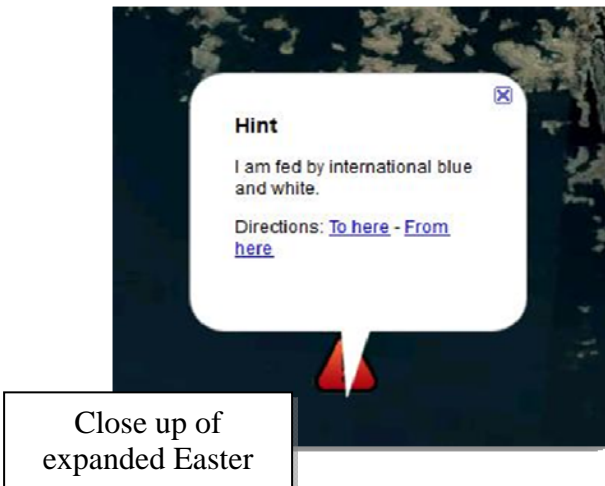 Hint
I am fed by international blue
and white.
Directions: To here - From
here
Close up of
expanded Easter